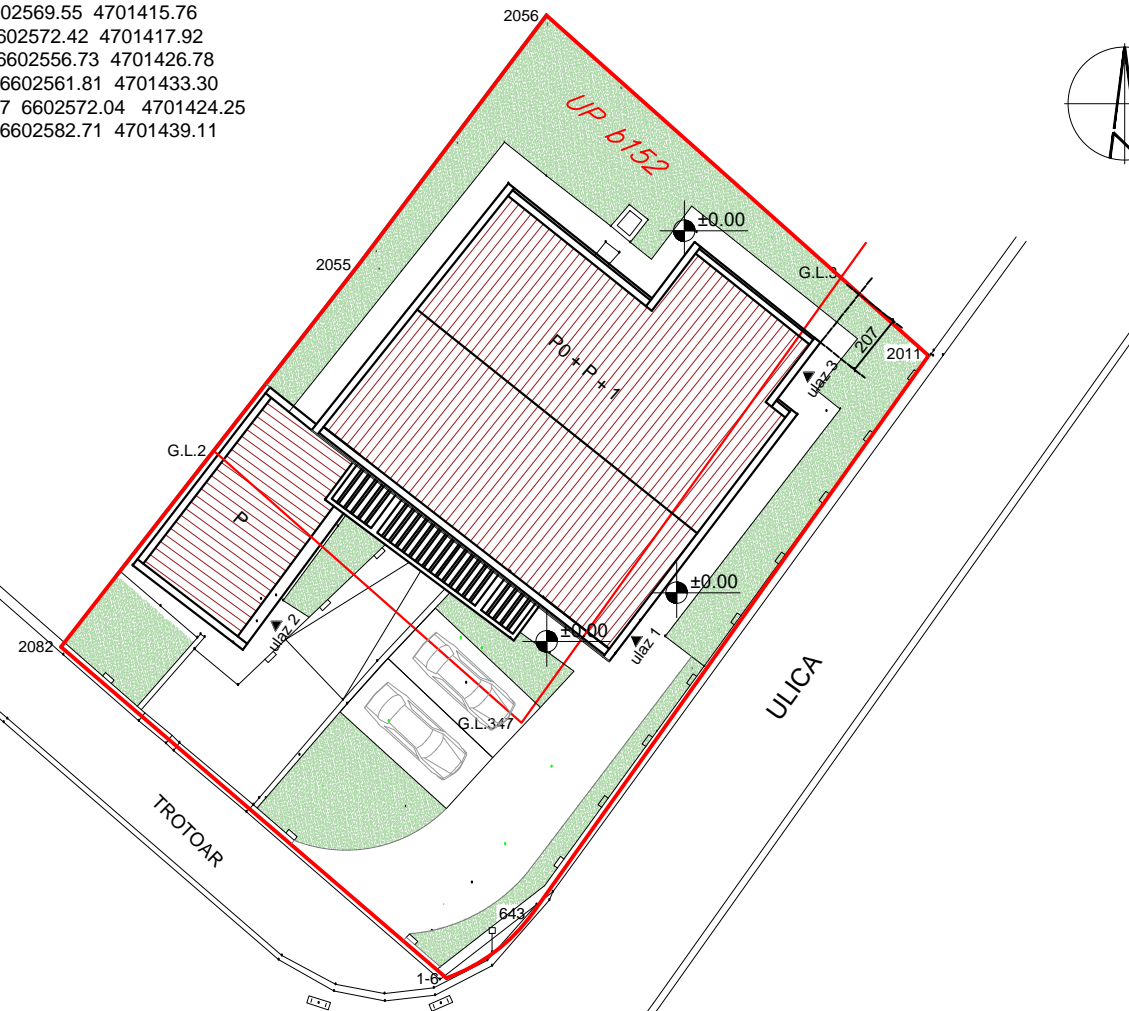 02569.55 4701415.76
6602572.42 4701417.92
6602556.73 4701426.78
6602561.81 4701433.30
7 6602572.04 4701424.25
6602582.71 4701439.11
2056
UP b152
±0.00
2055
G.L.3
207
2011
P0 + P + 1
ulaz 3
G.L.2
P
±0.00
±0.00
ulaz 2
ulaz 1
2082
ULICA
G.L.347
TROTOAR
643
1-6